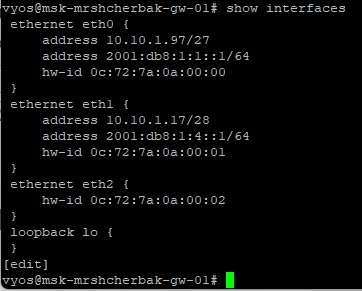 vyos@msk-mrshcherbak-gw-01# show interfaces
ethernet eth0 {
address 10.10.1.97/27
address 2001:db8:1:1::1/64
hw-id 0c:72:7a:0a:00:00
}
ethernet eth1 {
address 10.10.1.17/28
address 2001:db8:1:4::1/64
hw-id 0c:72:7a:0a:00:01
}
ethernet eth2 {
hw-id 0c:72:7a:0a:00:02
}
loopback lo {
}
[edit]
vyos@msk-mrshcherbak-gw-01#